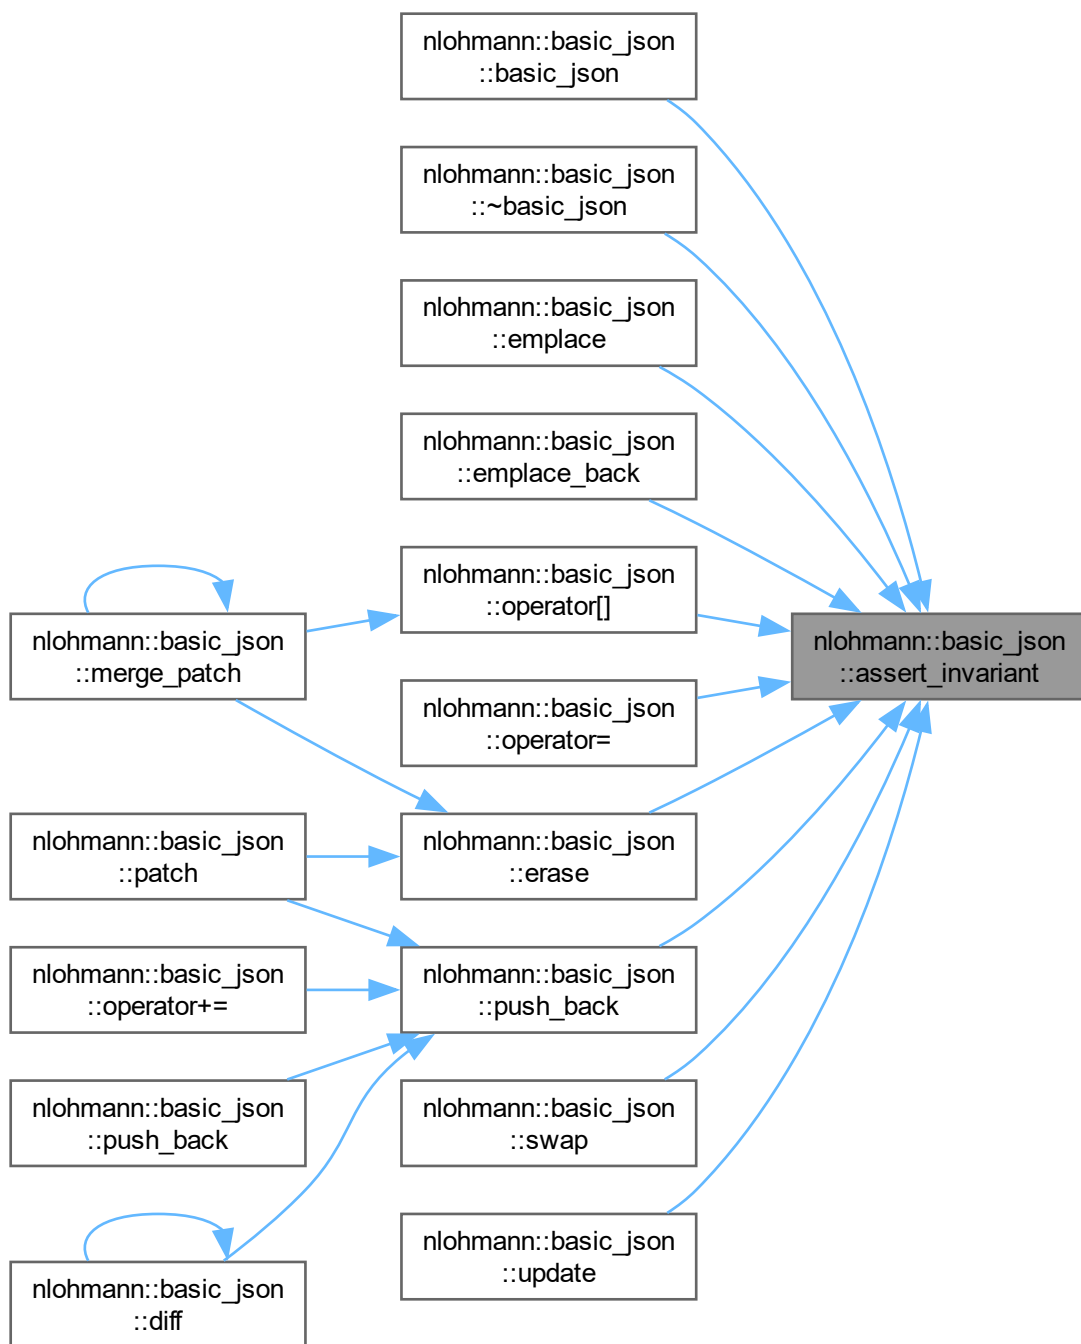 nlohmann::basic_json
::basic_json
nlohmann::basic_json
::~basic_json
nlohmann::basic_json
::emplace
nlohmann::basic_json
::emplace_back
nlohmann::basic_json
::operator[]
nlohmann::basic_json
::merge_patch
nlohmann::basic_json
::assert_invariant
nlohmann::basic_json
::operator=
nlohmann::basic_json
::patch
nlohmann::basic_json
::erase
nlohmann::basic_json
::operator+=
nlohmann::basic_json
::push_back
nlohmann::basic_json
::push_back
nlohmann::basic_json
::swap
nlohmann::basic_json
::diff
nlohmann::basic_json
::update